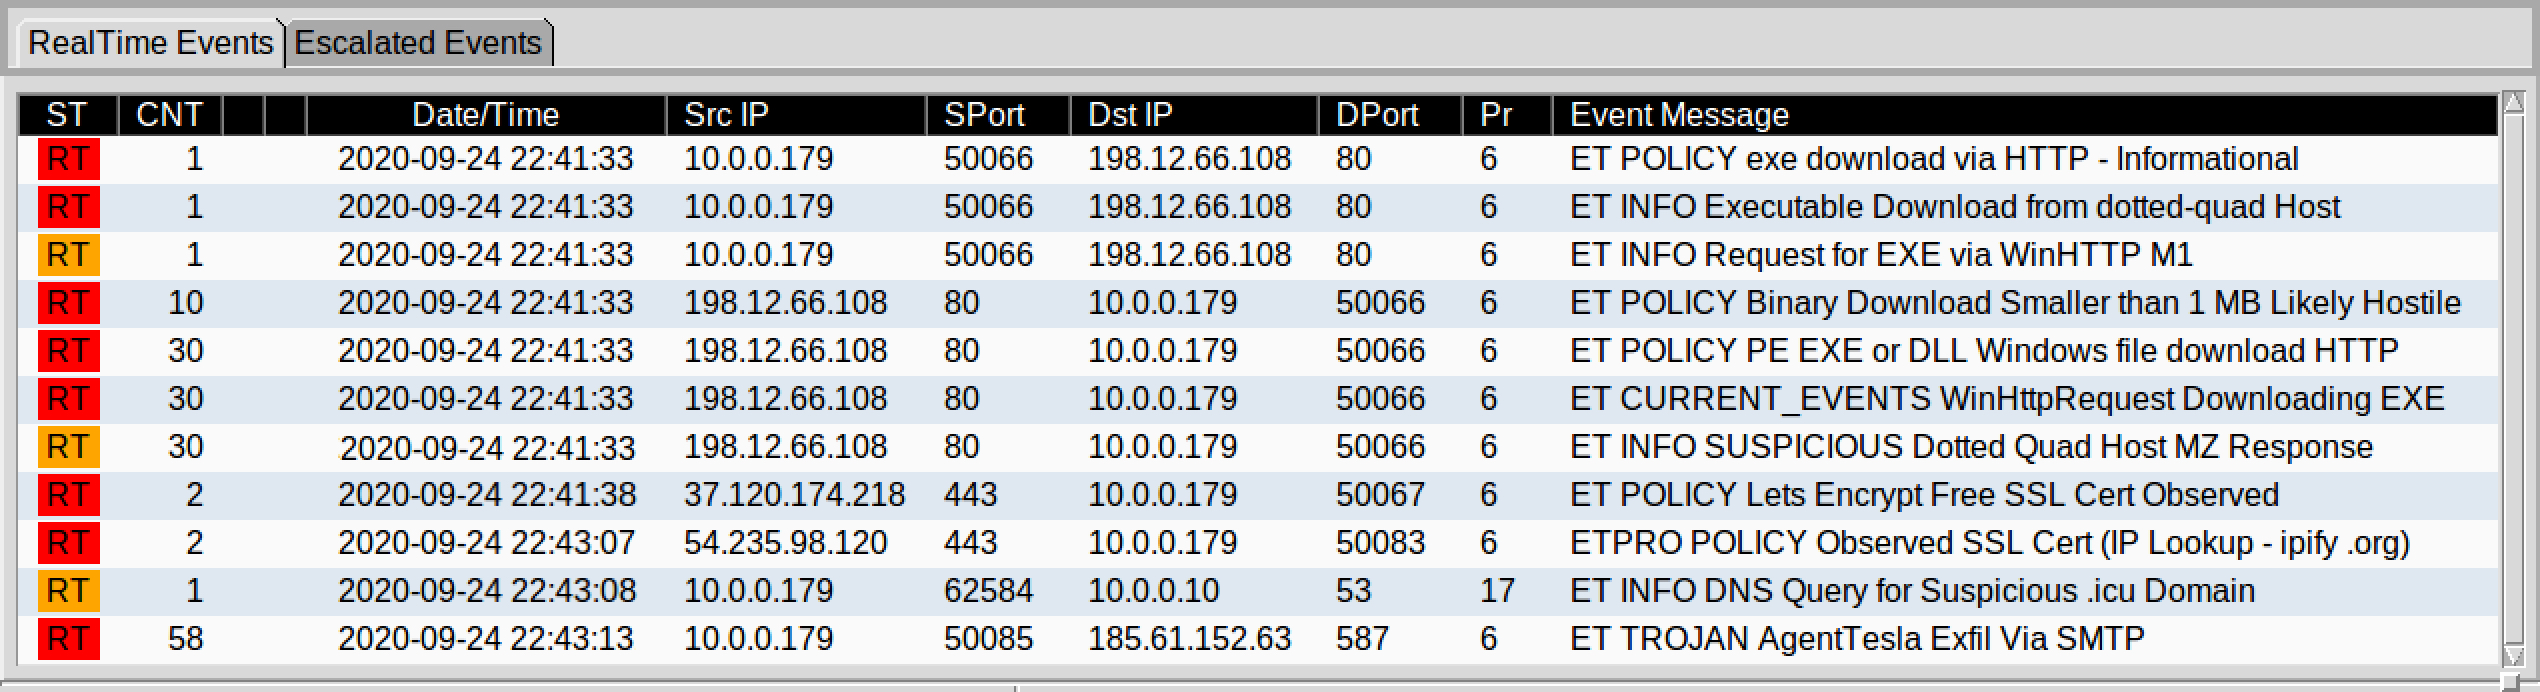 RealTime Events Escalated Events
ST CNT Date/Time Src IP SPort Dst IP DPort Pr Event Message
RT 1 2020-09-24 22:41:33 10.0.0.179 50066 198.12.66.108 80 6 ET POLICY exe download via HTTP - Informational
RT 1 2020-09-24 22:41:33 10.0.0.179 50066 198.12.66.108 80 6 ET INFO Executable Download from dotted-quad Host
RT 1 2020-09-24 22:41:33 10.0.0.179 50066 198.12.66.108 80 6 ET INFO Request for EXE via WinHTTP M1
RT 10 2020-09-24 22:41:33 198.12.66.108 80 10.0.0.179 50066 6 ET POLICY Binary Download Smaller than 1 MB Likely Hostile
RT 30 2020-09-24 22:41:33 198.12.66.108 80 10.0.0.179 50066 6 ET POLICY PE EXE or DLL Windows file download HTTP
RT 30 2020-09-24 22:41:33 198.12.66.108 80 10.0.0.179 50066 6 ET CURRENT_EVENTS WinHttpRequest Downloading EXE
RT 30 2020-09-24 22:41:33 198.12.66.108 80 10.0.0.179 50066 6 ET INFO SUSPICIOUS Dotted Quad Host MZ Response
RT 2 2020-09-24 22:41:38 37.120.174.218 443 10.0.0.179 50067 6 ET POLICY Lets Encrypt Free SSL Cert Observed
RT 2 2020-09-24 22:43:07 54.235.98.120 443 10.0.0.179 50083 6 ETPRO POLICY Observed SSL Cert (IP Lookup - ipify .org)
RT 1 2020-09-24 22:43:08 10.0.0.179 62584 10.0.0.10 53 17 ET INFO DNS Query for Suspicious .icu Domain
RT 58 2020-09-24 22:43:13 10.0.0.179 50085 185.61.152.63 587 6 ET TROJAN AgentTesla Exfil Via SMTP